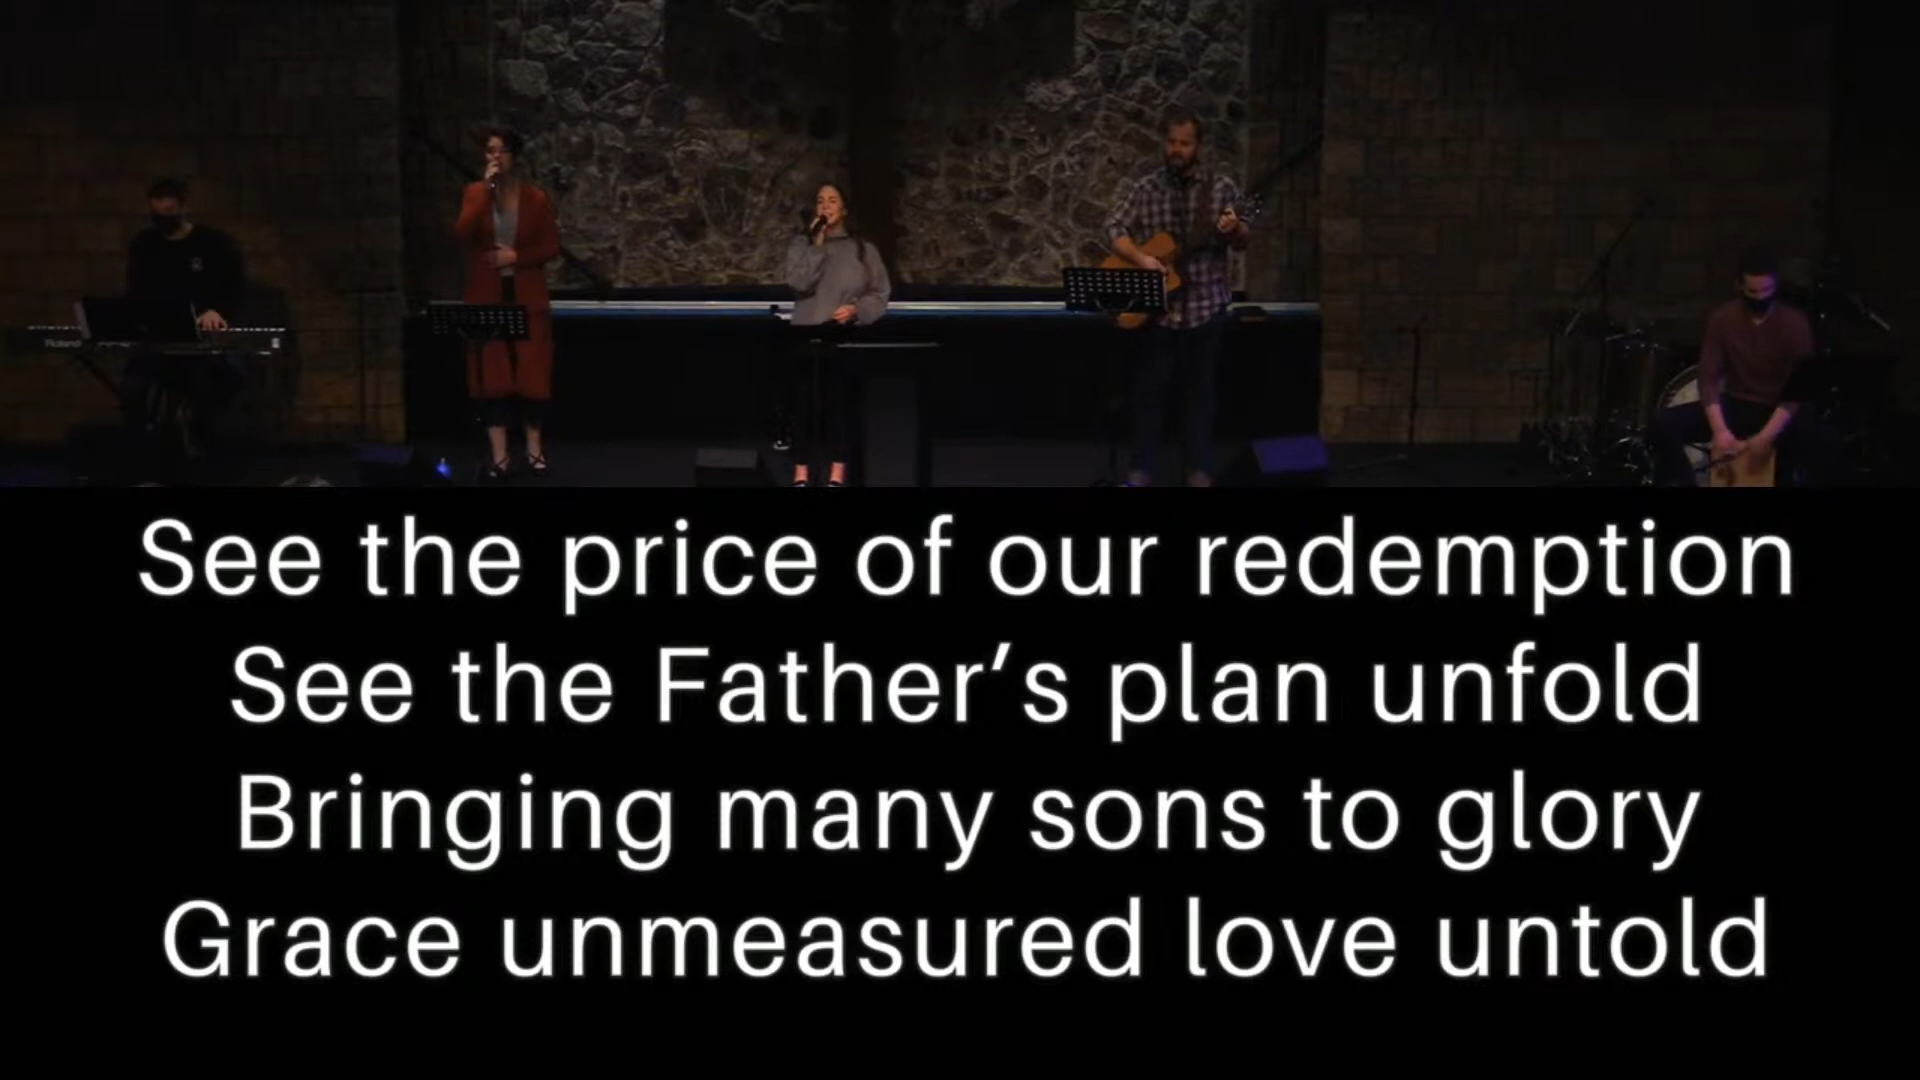 Roland
See the price of our redemption
See the Father’s plan unfold
Bringing many sons to glory
Grace unmeasured love untold